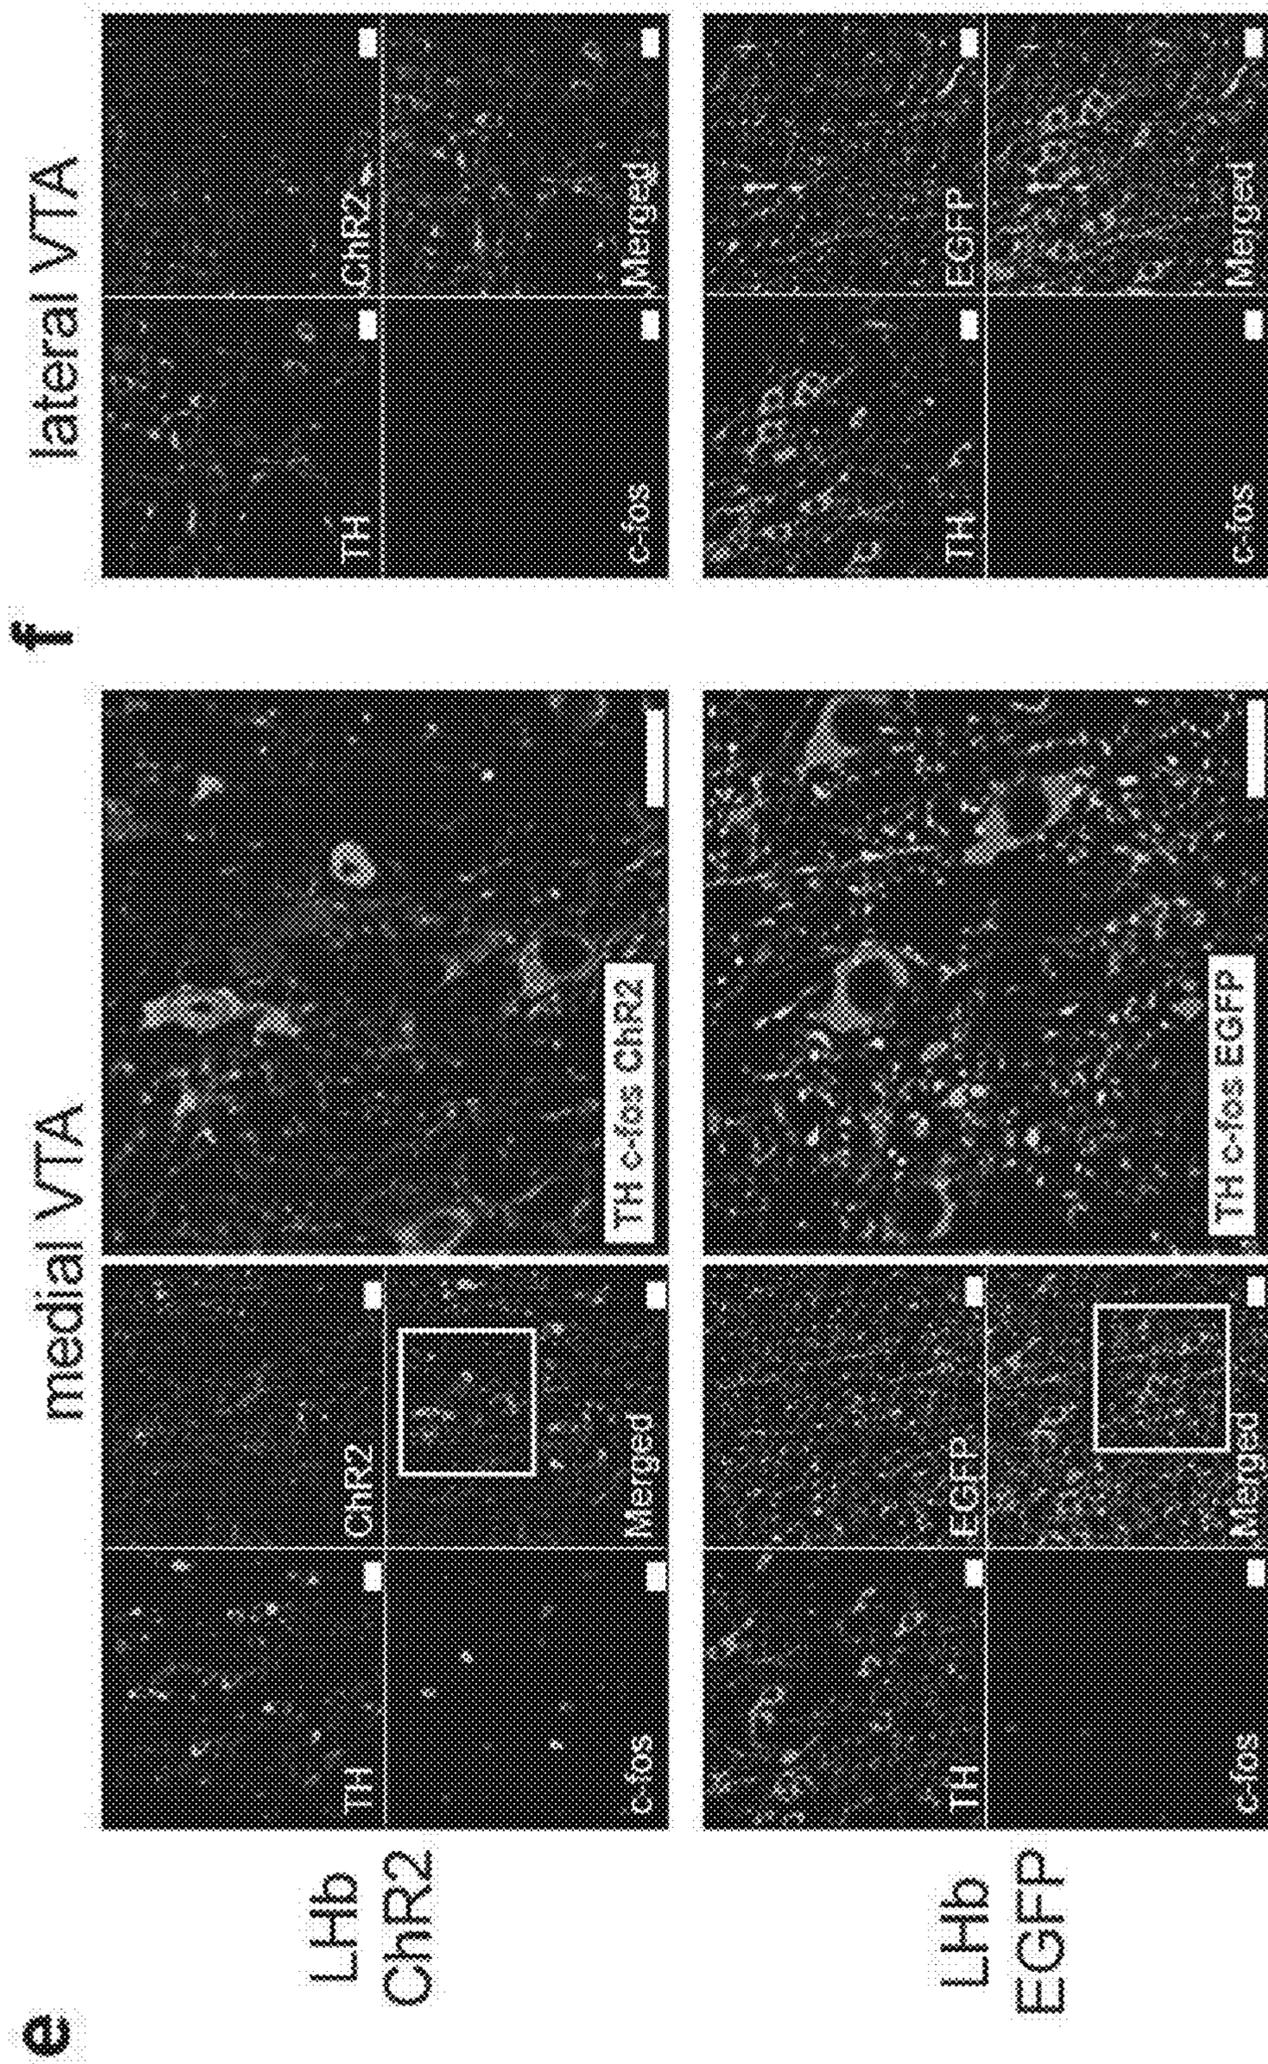 e
medial VTA
f
lateral VTA
LHb
ChR2
TH
ChR2
c-fos
Merged
TH c-fos ChR2
TH
ChR2
c-fos
Merged
LHb
EGFP
TH
EGFP
c-fos
Merged
TH c-fos EGFP
TH
EGFP
c-fos
Merged